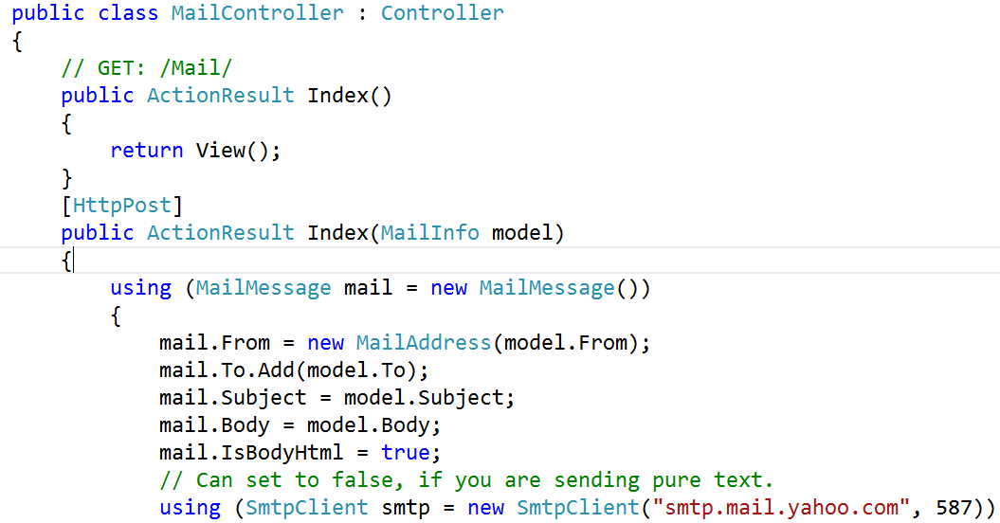 public class MailController : Controller
{
    // GET: /Mail/
    public ActionResult Index()
    {
        return View();
    }
    [HttpPost]
    public ActionResult Index(MailInfo model)
    {
        using (MailMessage mail = new MailMessage())
        {
            mail.From = new MailAddress(model.From);
            mail.To.Add(model.To);
            mail.Subject = model.Subject;
            mail.Body = model.Body;
            mail.IsBodyHtml = true;
            // Can set to false, if you are sending pure text.
            using (SmtpClient smtp = new SmtpClient("smtp.mail.yahoo.com", 587))